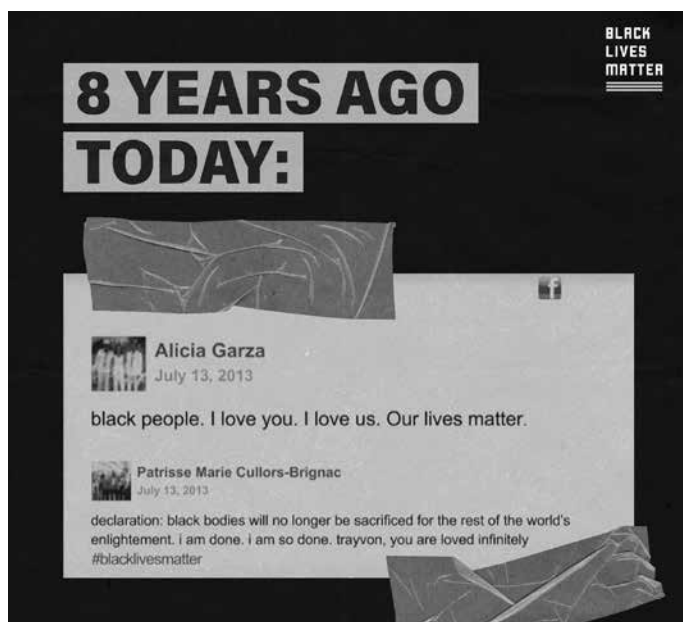 BLACK
LIVES
MATTER
8 YEARS AGO
TODAY:
f
Alicia Garza
July 13, 2013
black people. I love you. I love us. Our lives matter.
Patrisse Marie Cullors-Brignac
July 13, 2013
declaration: black bodies will no longer be sacrificed for the rest of the world's
enlightement. i am done. i am so done. trayvon, you are loved infinitely
#blacklivesmatter